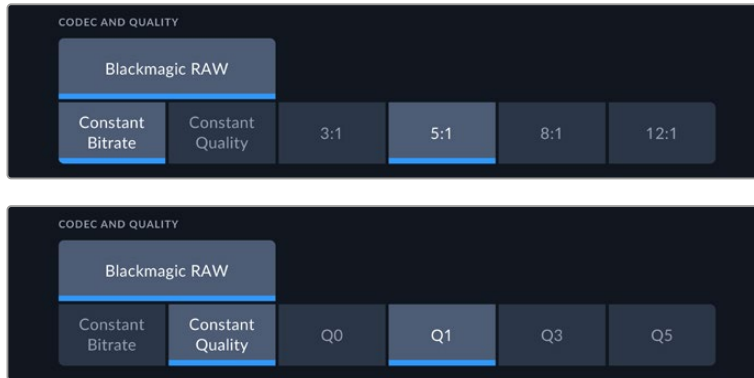 CODEC AND QUALITY
Blackmagic RAW
Constant Bitrate Constant Quality 3:1 5:1 8:1 12:1
CODEC AND QUALITY
Blackmagic RAW
Constant Bitrate Constant Quality Q0 Q1 Q3 Q5